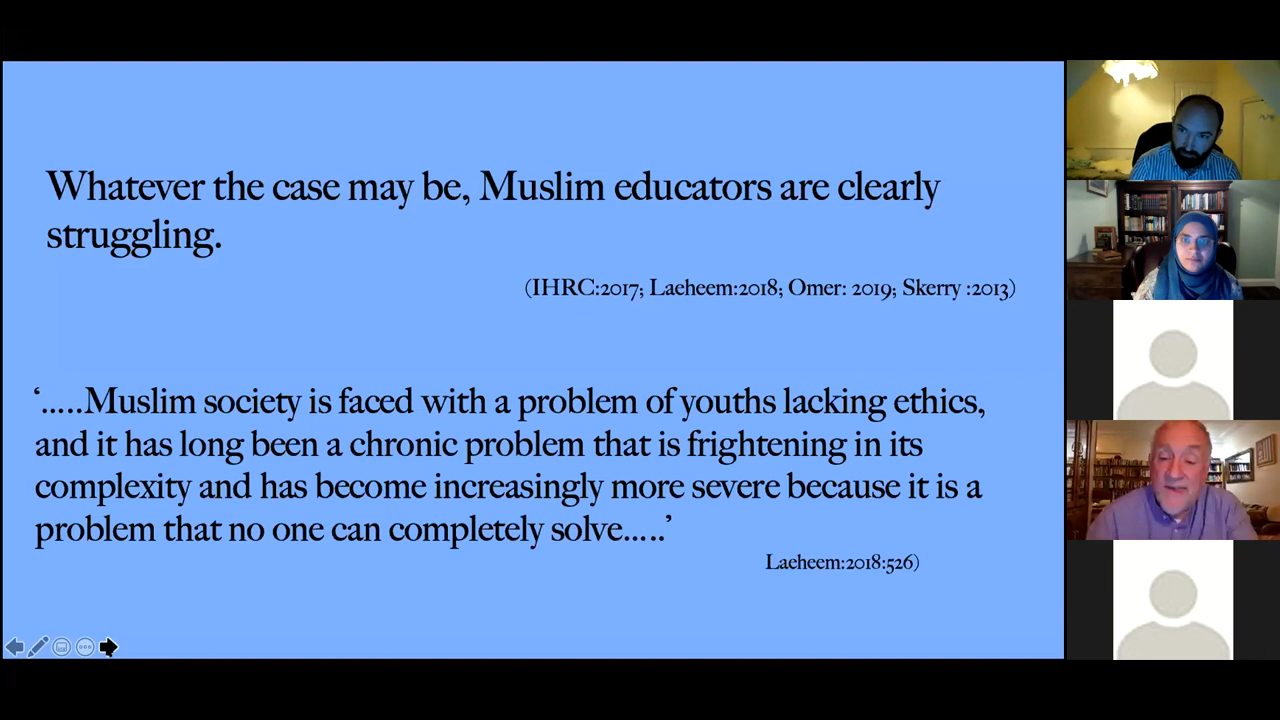 Whatever the case may be, Muslim educators are clearly
struggling.
(IHRC:2017; Laeheem:2018; Omer: 2019; Skerry :2013)
‘.....Muslim society is faced with a problem of youths lacking ethics,
and it has long been a chronic problem that is frightening in its
complexity and has become increasingly more severe because it is a
problem that no one can completely solve.....’
Laeheem:2018:526)